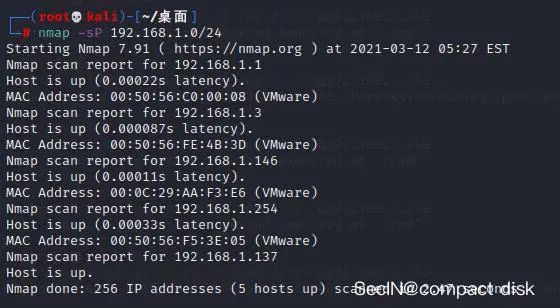 ┌──(root💀kali)-[~/桌面]
└─# nmap -sP 192.168.1.0/24
Starting Nmap 7.91 ( https://nmap.org ) at 2021-03-12 05:27 EST
Nmap scan report for 192.168.1.1
Host is up (0.00022s latency).
MAC Address: 00:50:56:C0:00:08 (VMware)
Nmap scan report for 192.168.1.3
Host is up (0.000087s latency).
MAC Address: 00:50:56:FE:4B:3D (VMware)
Nmap scan report for 192.168.1.146
Host is up (0.00011s latency).
MAC Address: 00:0C:29:AA:F3:E6 (VMware)
Nmap scan report for 192.168.1.254
Host is up (0.00033s latency).
MAC Address: 00:50:56:F5:3E:05 (VMware)
Nmap scan report for 192.168.1.137
Host is up.
Nmap done: 256 IP addresses (5 hosts up) scanned in 2.47 seconds
SecIN@compact disk